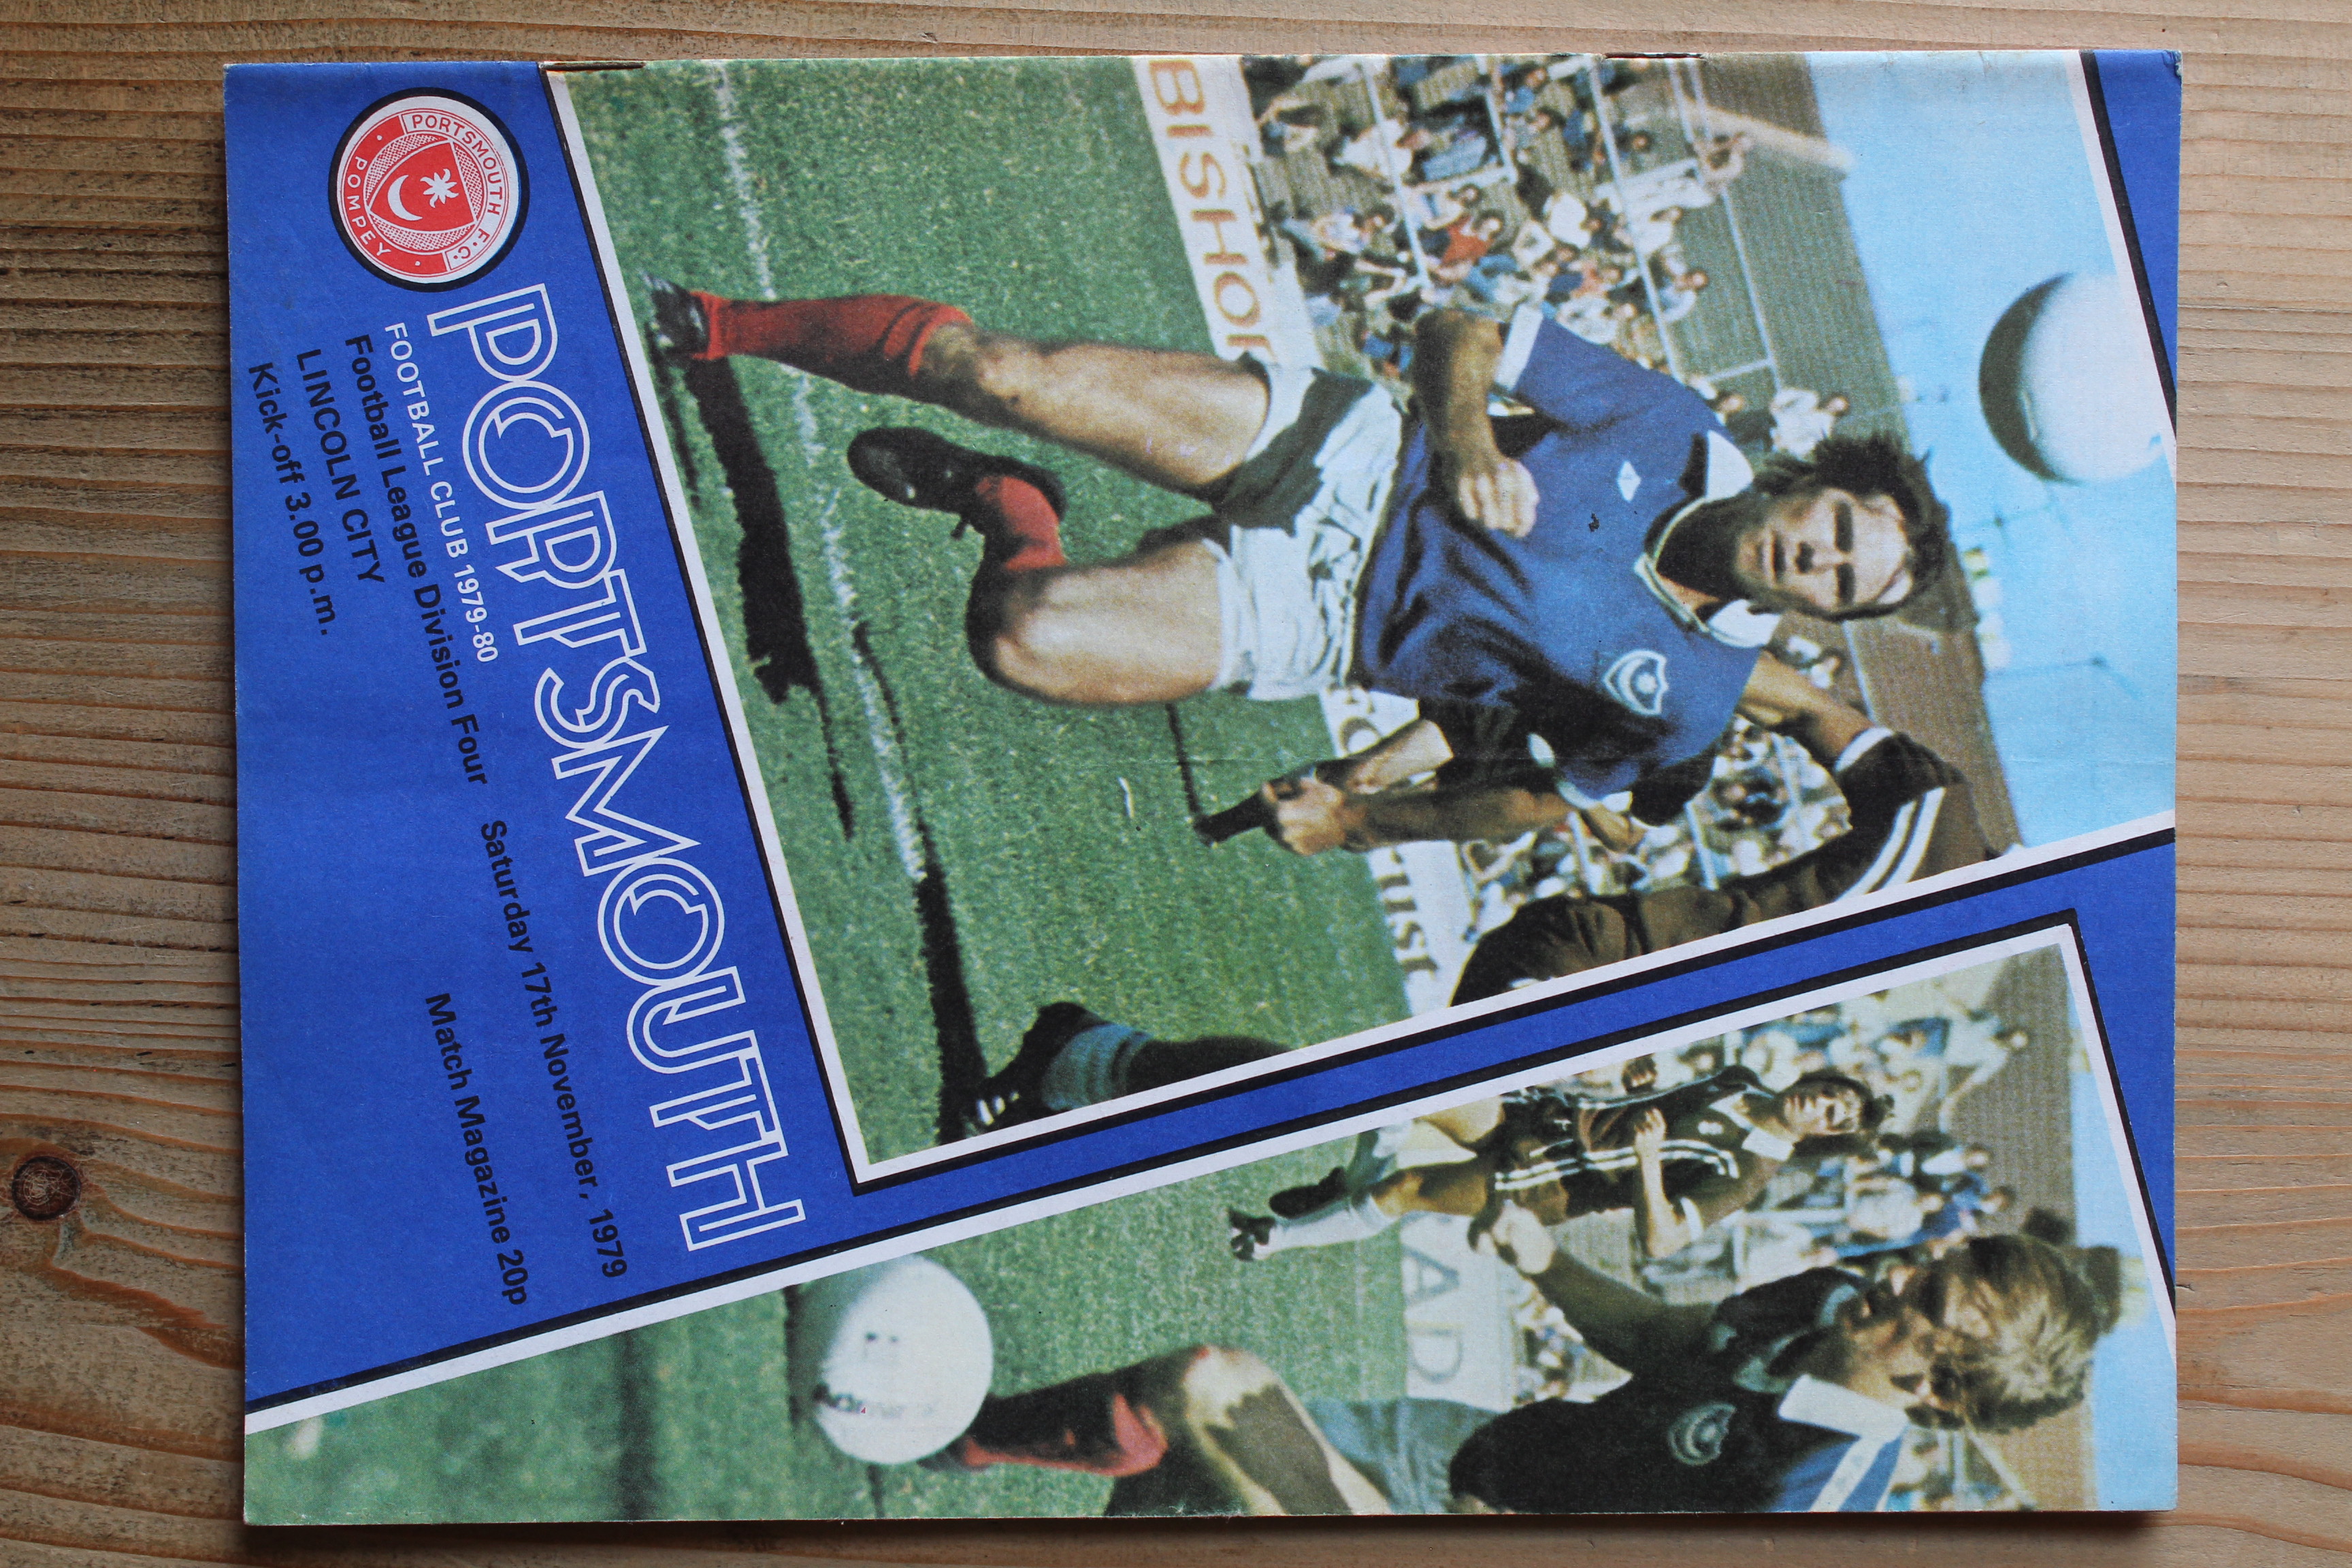 PORTSMOUTH F.C.
POMPEY
PORTSMOUTH
FOOTBALL CLUB 1979-80
Football League Division Four Saturday 17th November, 1979
LINCOLN CITY
Kick-off 3.00 p.m. Match Magazine 20p
BISHOP